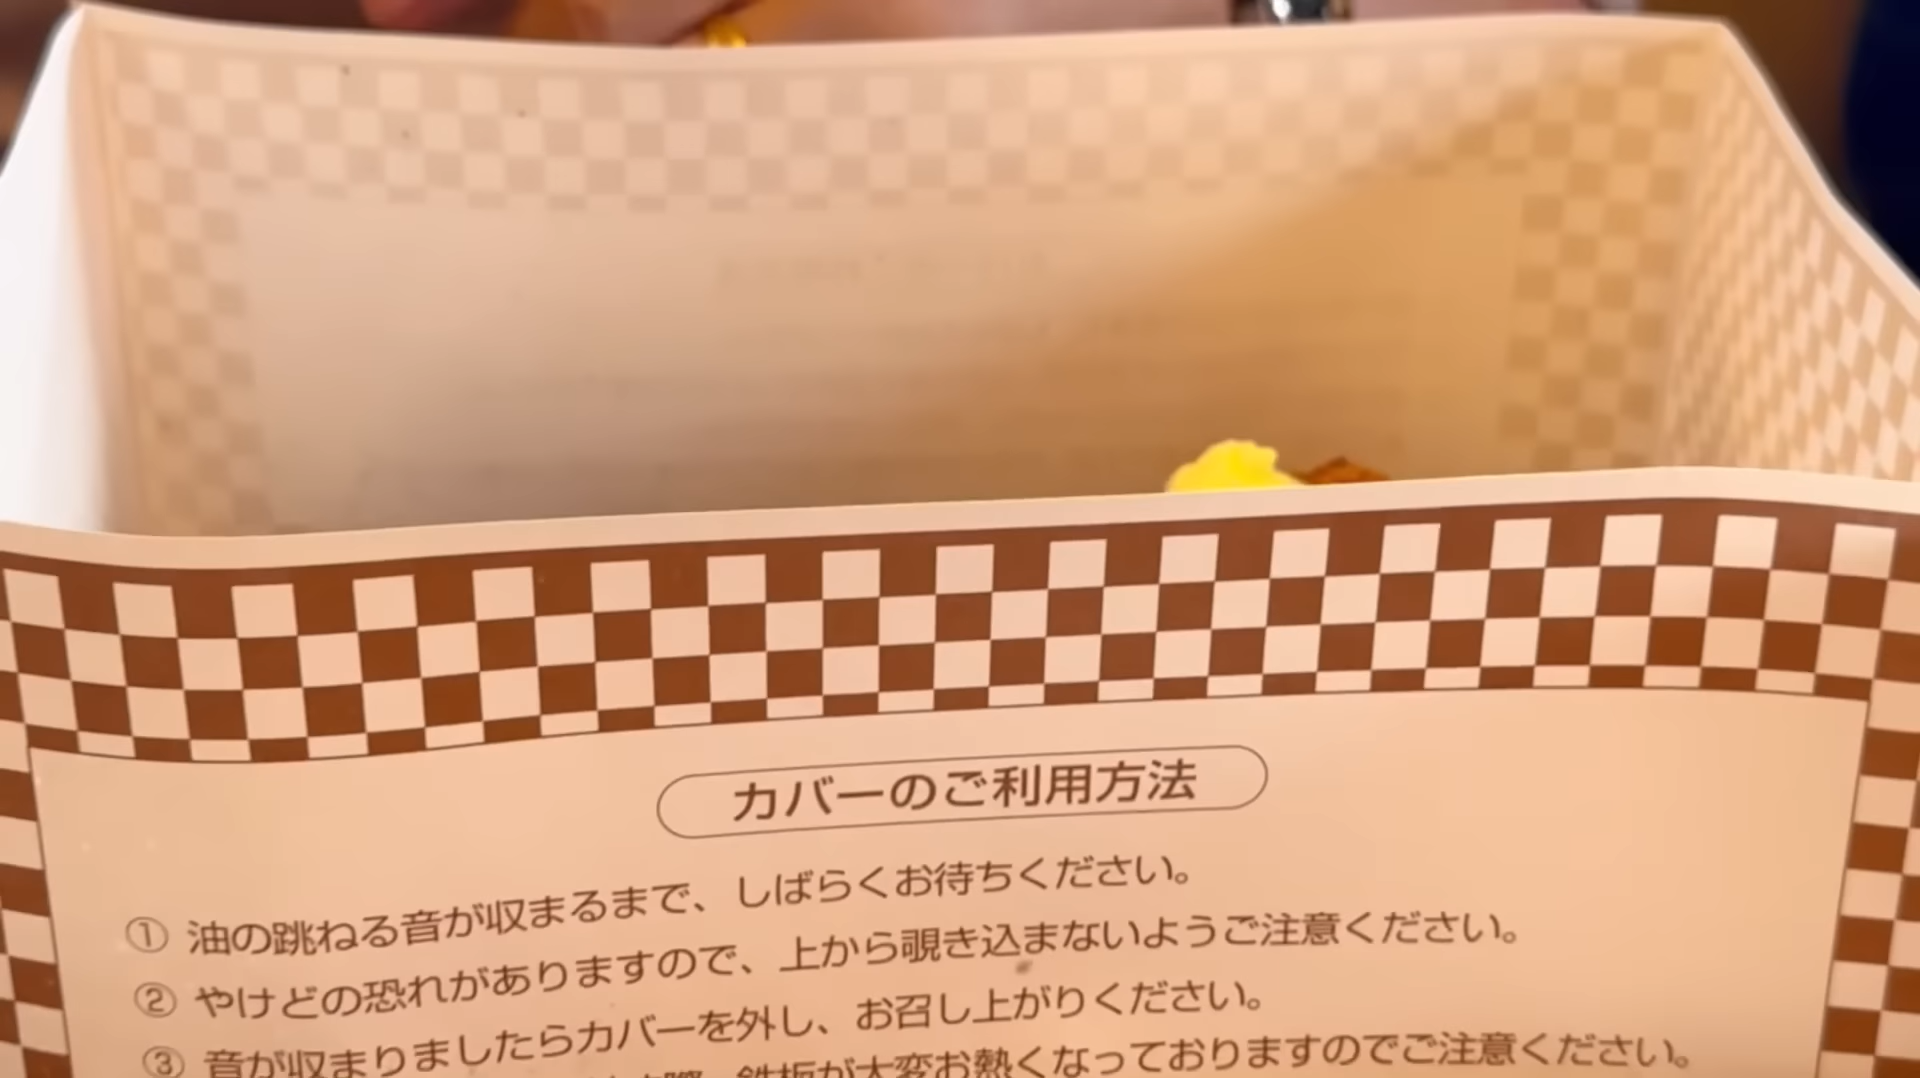 カバーのご利用方法
① 油の跳ねる音が収まるまで、しばらくお待ちください。
② やけどの恐れがありますので、上から覗き込まないようご注意ください。
③ 音が収まりましたらカバーを外し、お召し上がりください。
際、鉄板が大変お熱くなっておりますのでご注意ください。